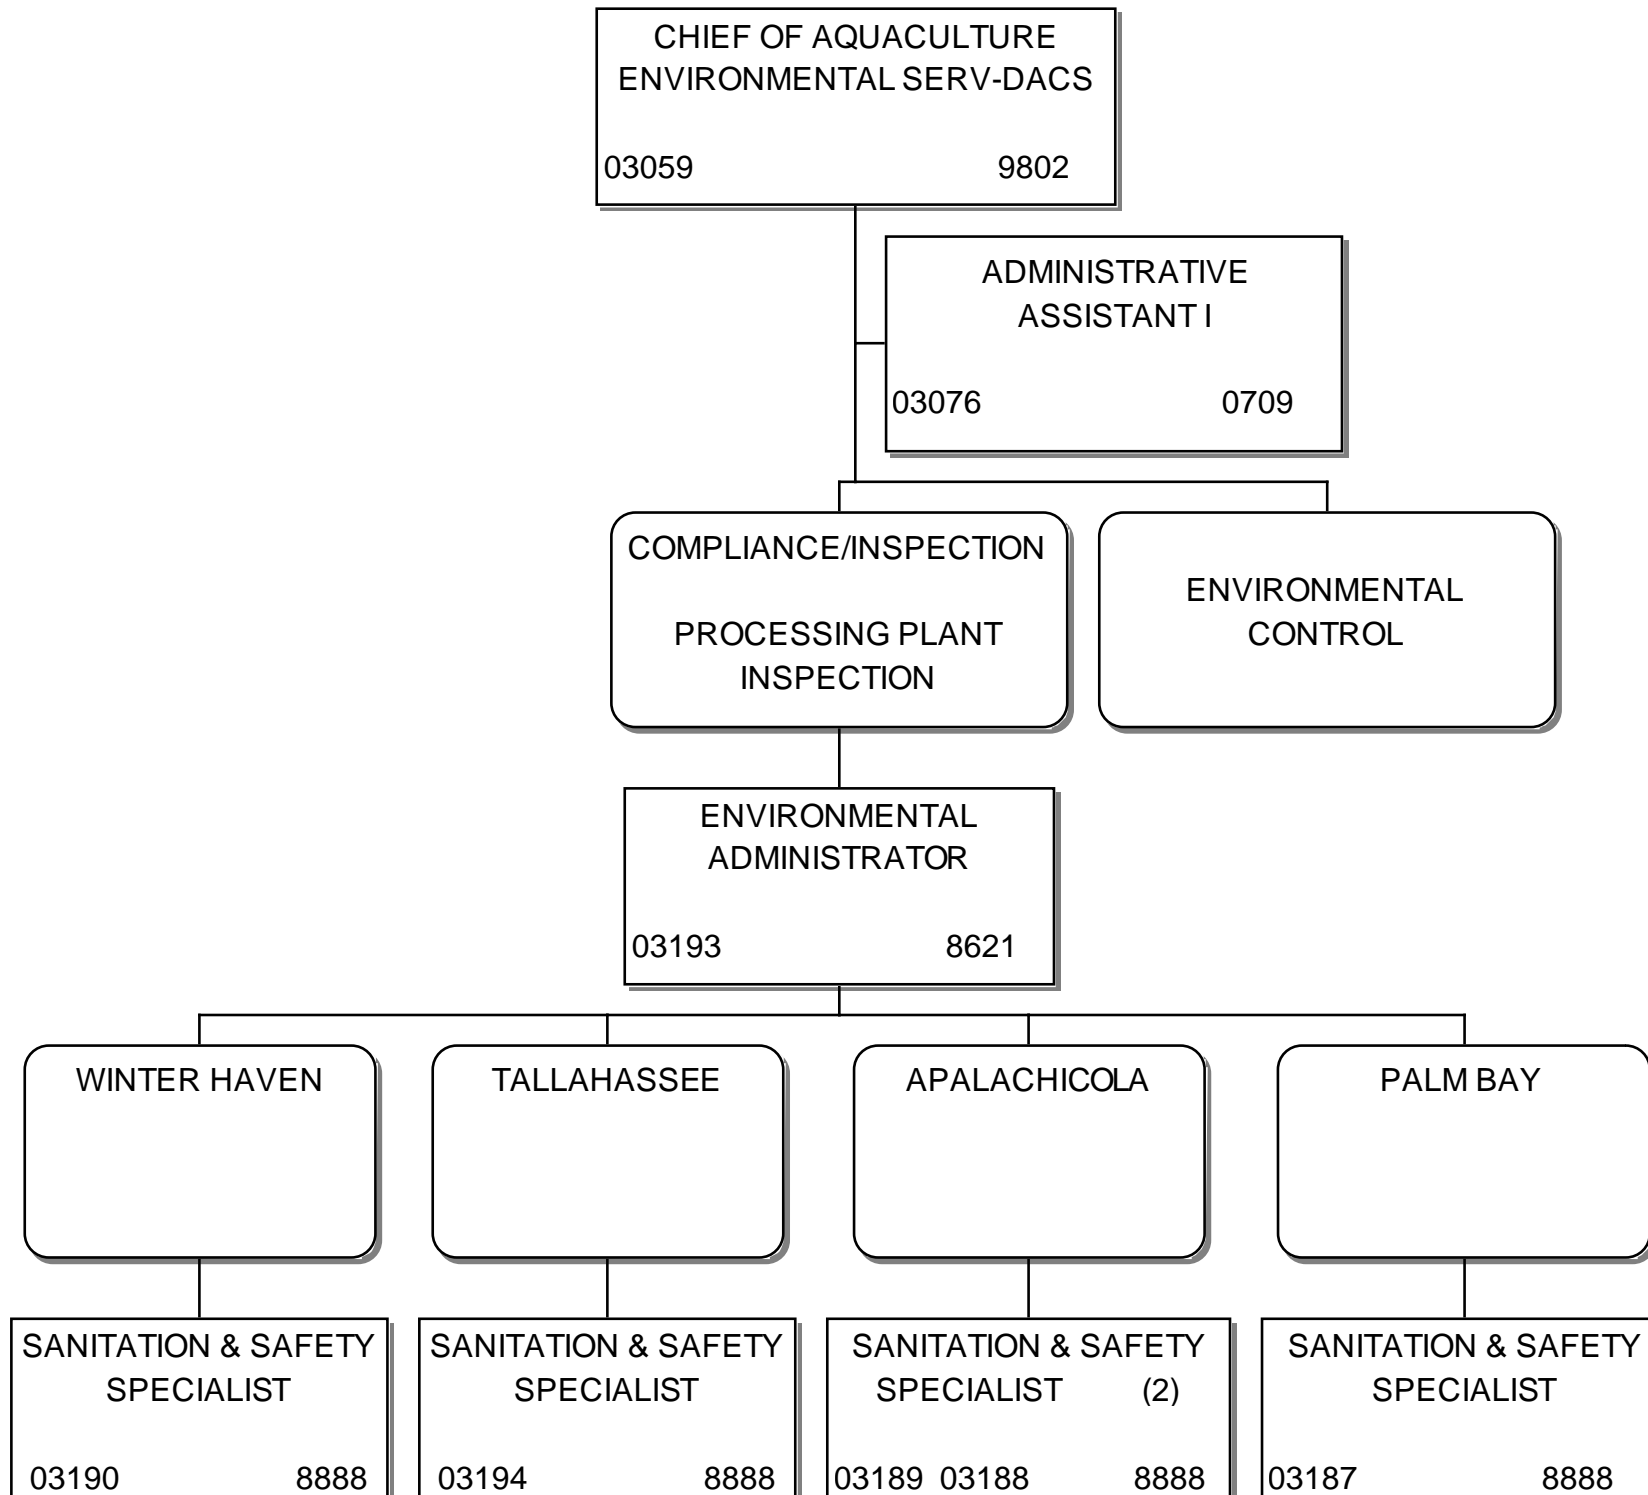 CHIEF OF AQUACULTURE
ENVIRONMENTAL SERV-DACS
03059 9802
ADMINISTRATIVE
ASSISTANT I
03076 0709
COMPLIANCE/INSPECTION
PROCESSING PLANT
INSPECTION
ENVIRONMENTAL
CONTROL
ENVIRONMENTAL
ADMINISTRATOR
03193 8621
WINTER HAVEN
TALLAHASSEE
APALACHICOLA
PALM BAY
SANITATION & SAFETY
SPECIALIST
03190 8888
SANITATION & SAFETY
SPECIALIST
03194 8888
SANITATION & SAFETY
SPECIALIST (2)
03189 03188 8888
SANITATION & SAFETY
SPECIALIST
03187 8888